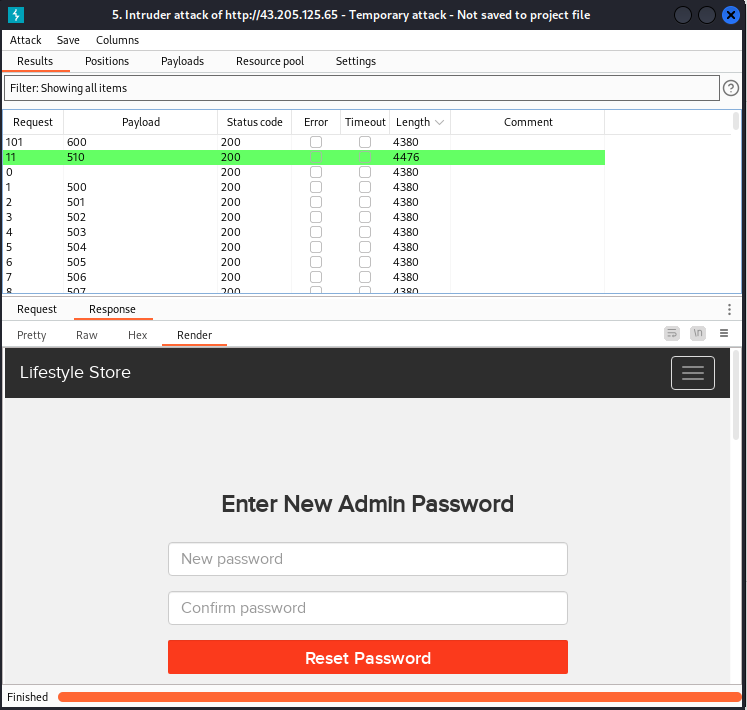 5. Intruder attack of http://43.205.125.65 - Temporary attack - Not saved to project file
Attack Save Columns
Results Positions Payloads Resource pool Settings
Filter: Showing all items
Request Payload Status code Error Timeout Length Comment
101 600 200 4380
11 510 200 4476
0 200 4380
1 500 200 4380
2 501 200 4380
3 502 200 4380
4 503 200 4380
5 504 200 4380
6 505 200 4380
7 506 200 4380
8 507 200 4380
Request Response
Pretty Raw Hex Render \n
Lifestyle Store
Enter New Admin Password
New password
Confirm password
Reset Password
Finished